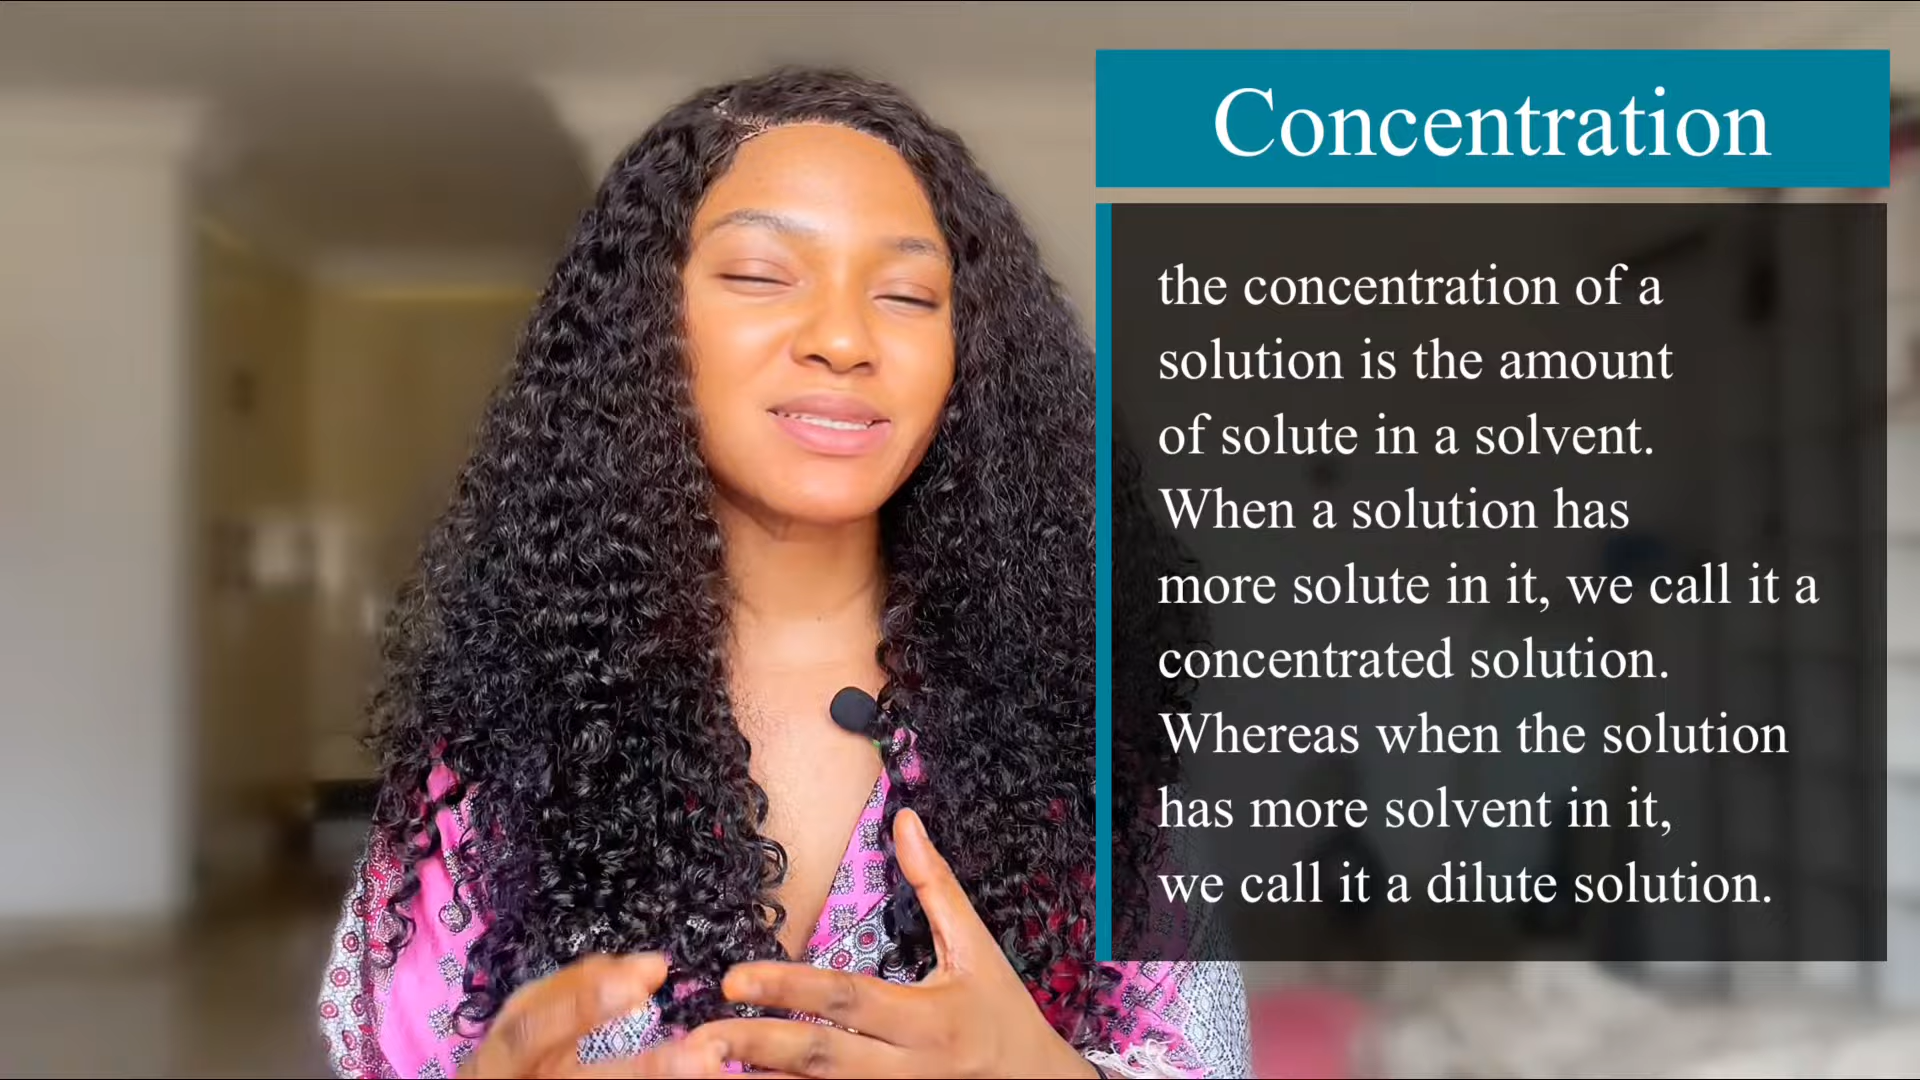 Concentration
the concentration of a
solution is the amount
of solute in a solvent.
When a solution has
more solute in it, we call it a
concentrated solution.
Whereas when the solution
has more solvent in it,
we call it a dilute solution.